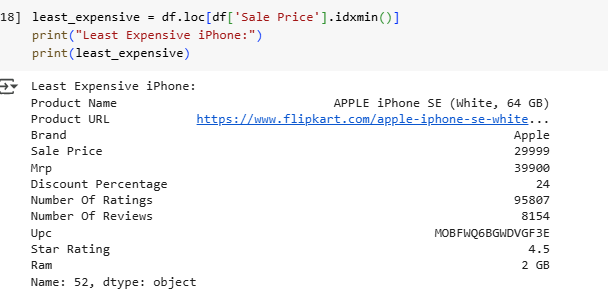 18] least_expensive = df.loc[df['Sale Price'].idxmin()]
print("Least Expensive iPhone:")
print(least_expensive)
Least Expensive iPhone:
Product Name APPLE iPhone SE (White, 64 GB)
Product URL https://www.flipkart.com/apple-iphone-se-white...
Brand Apple
Sale Price 29999
Mrp 39900
Discount Percentage 24
Number Of Ratings 95807
Number Of Reviews 8154
Upc MOBFWQ6BGWDVGF3E
Star Rating 4.5
Ram 2 GB
Name: 52, dtype: object